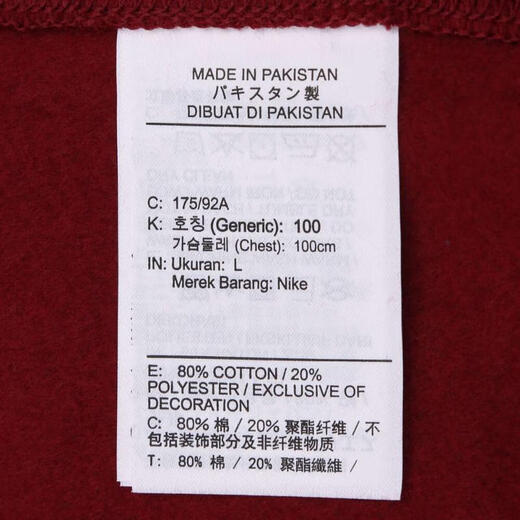 MADE IN PAKISTAN
パキスタン製
DIBUAT DI PAKISTAN
C: 175/92A
K: 호칭 (Generic): 100
가슴둘레 (Chest): 100cm
IN: Ukuran: L
Merek Barang: Nike
E: 80% COTTON / 20%
POLYESTER / EXCLUSIVE OF
DECORATION
C: 80% 棉 / 20% 聚酯纤维 / 不
包括装饰部分及非纤维物质
T: 80% 棉 / 20% 聚酯纖維 /